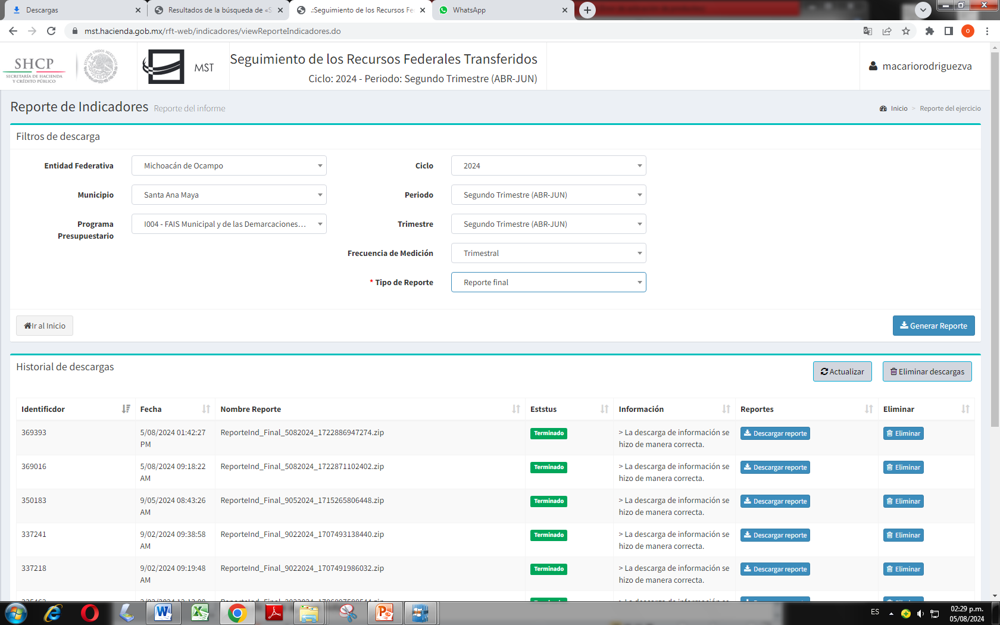 Descargas
Resultados de la búsqueda de «S
.:Seguimiento de los Recursos Fe
WhatsApp
mst.hacienda.gob.mx/rft-web/indicadores/viewReporteIndicadores.do
O
SHCP
SECRETARÍA DE HACIENDA
Y CRÉDITO PÚBLICO
ESTADOS UNIDOS MEXICANOS
MST
Seguimiento de los Recursos Federales Transferidos
Ciclo: 2024 - Periodo: Segundo Trimestre (ABR-JUN)
macariorodriguezva
Reporte de Indicadores Reporte del informe
Inicio > Reporte del ejercicio
Filtros de descarga
Entidad Federativa Michoacán de Ocampo Ciclo 2024
Municipio Santa Ana Maya Periodo Segundo Trimestre (ABR-JUN)
Programa Presupuestario I004 - FAIS Municipal y de las Demarcaciones… Trimestre Segundo Trimestre (ABR-JUN)
Frecuencia de Medición Trimestral
* Tipo de Reporte Reporte final
Ir al Inicio
Generar Reporte
Historial de descargas
Actualizar
Eliminar descargas
Identificdor Fecha Nombre Reporte Eststus Información Reportes Eliminar
369393 5/08/2024 01:42:27 PM ReporteInd_Final_5082024_1722886947274.zip Terminado > La descarga de información se hizo de manera correcta. Descargar reporte Eliminar
369016 5/08/2024 09:18:22 AM ReporteInd_Final_5082024_1722871102402.zip Terminado > La descarga de información se hizo de manera correcta. Descargar reporte Eliminar
350183 9/05/2024 08:43:26 AM ReporteInd_Final_9052024_1715265806448.zip Terminado > La descarga de información se hizo de manera correcta. Descargar reporte Eliminar
337241 9/02/2024 09:38:58 AM ReporteInd_Final_9022024_1707493138440.zip Terminado > La descarga de información se hizo de manera correcta. Descargar reporte Eliminar
337218 9/02/2024 09:19:48 AM ReporteInd_Final_9022024_1707491986032.zip Terminado > La descarga de información se hizo de manera correcta. Descargar reporte Eliminar
ES
02:29 p.m.
05/08/2024